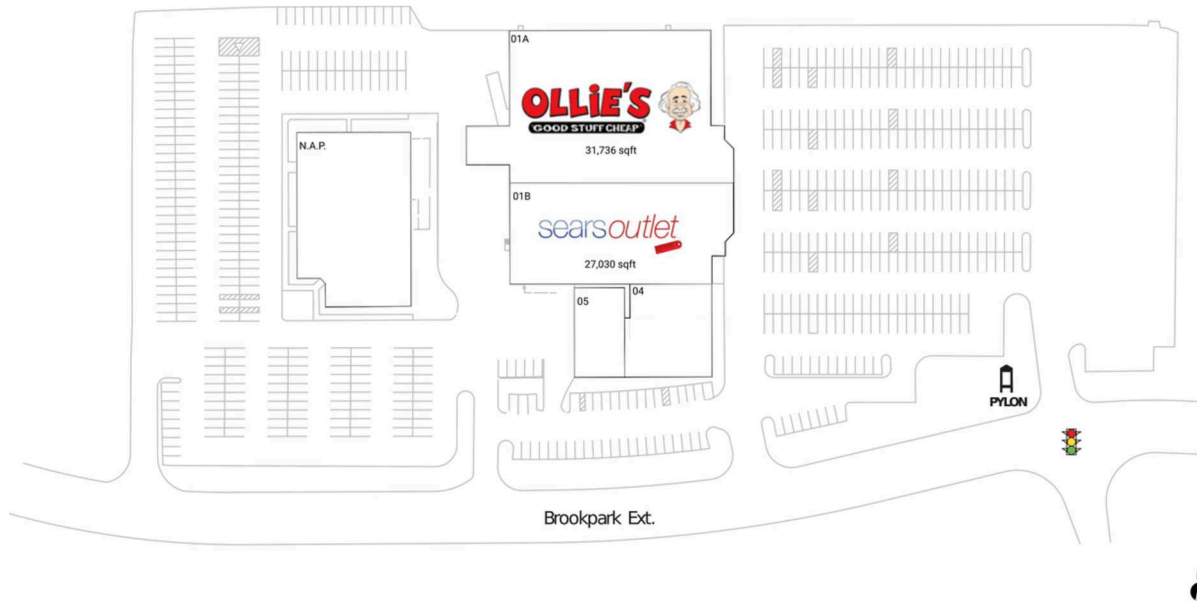 01A
OLLiE'S
GOOD STUFF CHEAP
31,736 sqft
N.A.P.
01B
searsoutlet
27,030 sqft
04
05
PYLON
Brookpark Ext.